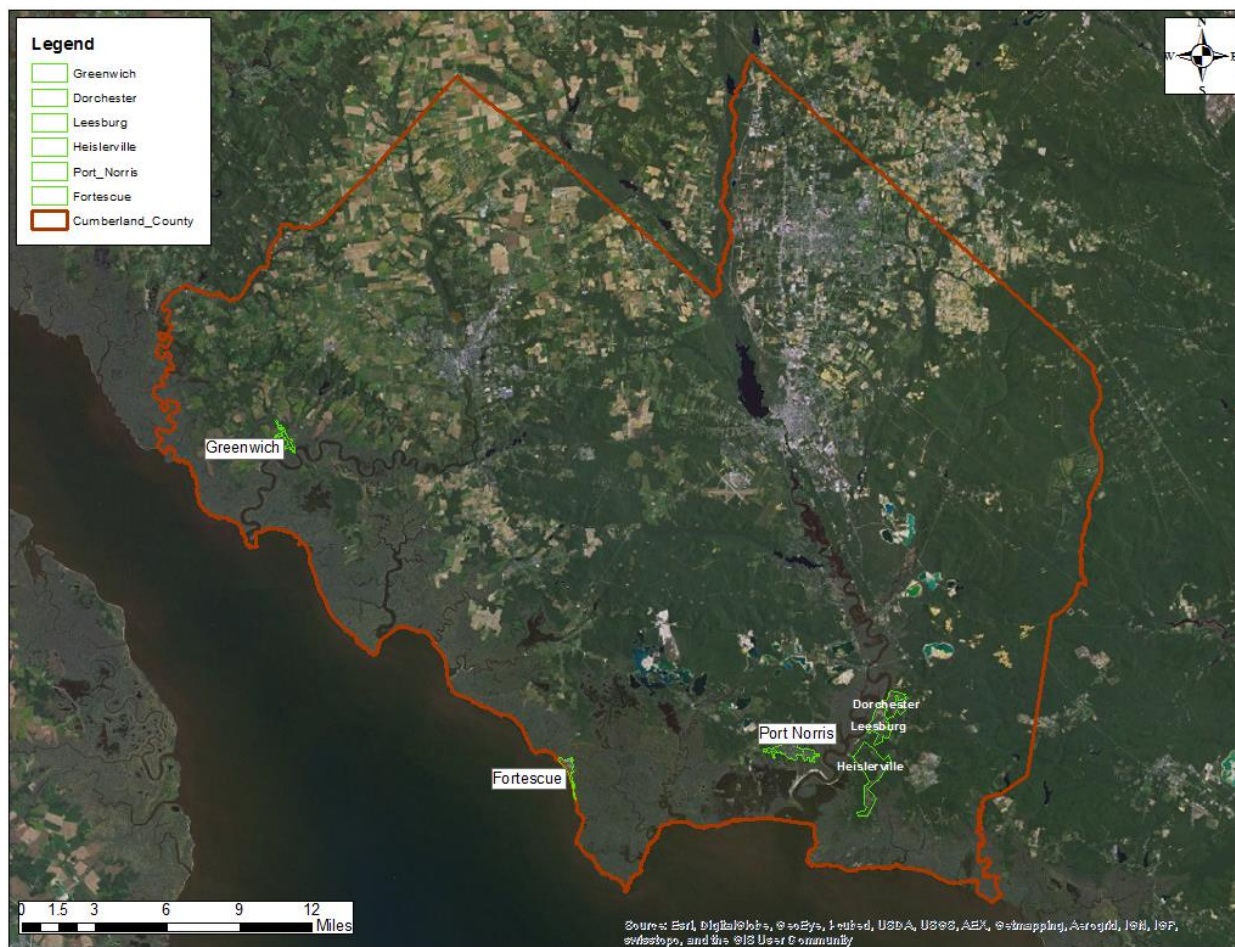 Legend
Greenwich
Dorchester
Leesburg
Heislerville
Port_Norris
Fortescue
Cumberland_County
N
W E
S
Greenwich
Dorchester
Leesburg
Port Norris
Heislerville
Fortescue
0 1.5 3 6 9 12
Miles
Source: Esri, DigitalGlobe, GeoEye, i-cubed, USDA, USGS, AEX, Getmapping, Aerogrid, IGN, IGP,
swisstopo, and the GIS User Community